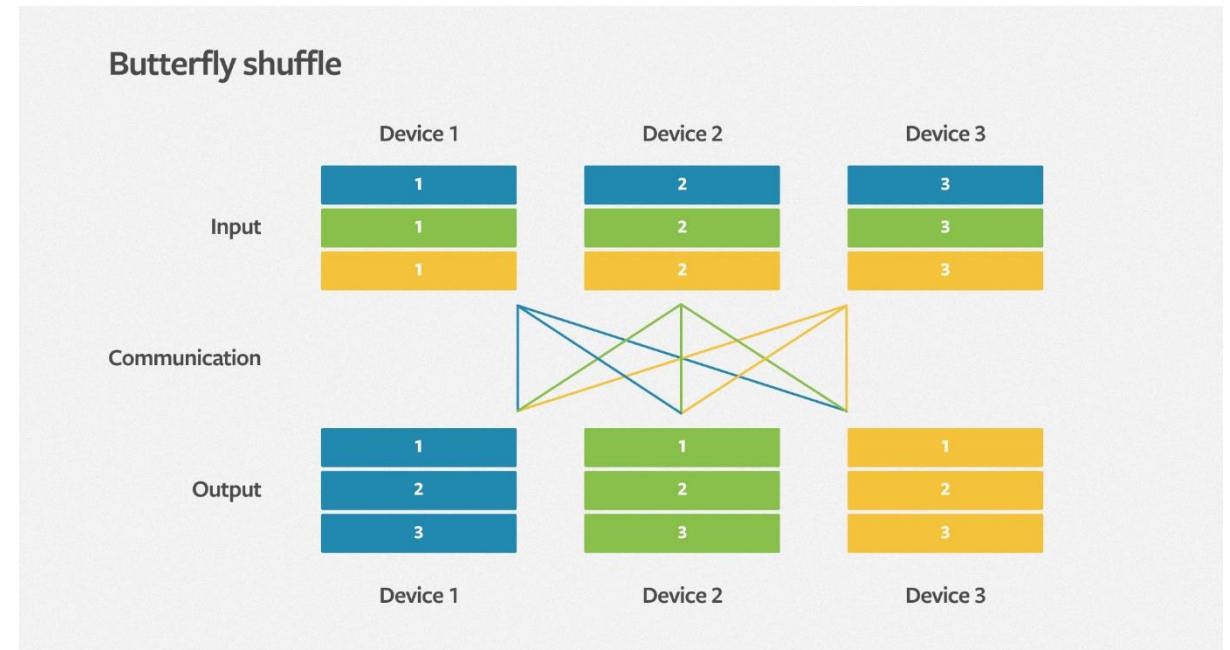 Butterfly shuffle
Device 1 Device 2 Device 3
1 2 3
Input 1 2 3
1 2 3
Communication
1 1 1
Output 2 2 2
3 3 3
Device 1 Device 2 Device 3